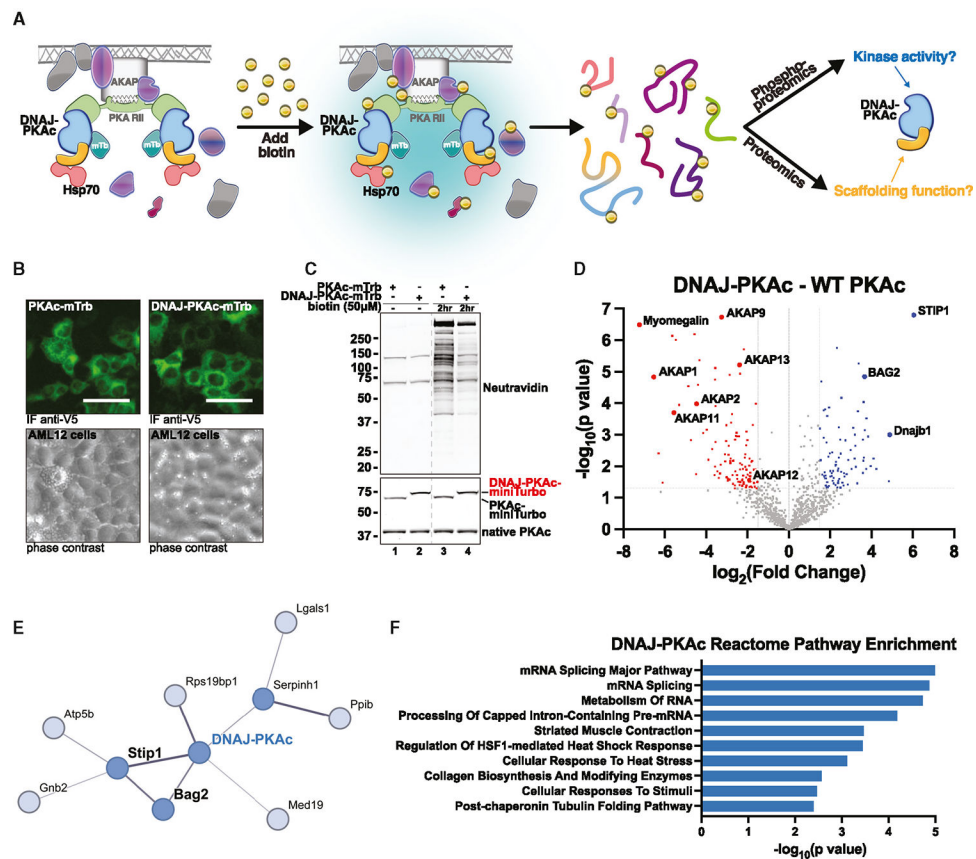 A
AKAP
PKA RII
DNAJ-
PKAc
mTb
mTb
Hsp70
Add
biotin
AKAP
PKA RII
DNAJ-
PKAc
mTb
mTb
Hsp70
Phospho-
proteomics
Proteomics
Kinase activity?
DNAJ-
PKAc
Scaffolding function?
B
PKAc-mTrb
DNAJ-PKAc-mTrb
IF anti-V5
IF anti-V5
AML12 cells
phase contrast
phase contrast
C
PKAc-mTrb + - + -
DNAJ-PKAc-mTrb - + - +
biotin (50µM) - - 2hr 2hr
250
150
100
75
50
37
25
20
Neutravidin
75
50
37
DNAJ-PKAc-
miniTurbo
PKAc-
miniTurbo
native PKAc
1 2 3 4
D
DNAJ-PKAc - WT PKAc
-log10(p value)
7
6
5
4
3
2
1
0
Myomegalin
AKAP9
STIP1
AKAP13
AKAP1
BAG2
AKAP2
AKAP11
Dnajb1
AKAP12
-8 -6 -4 -2 0 2 4 6 8
log2(Fold Change)
E
Lgals1
Rps19bp1
Serpinh1
Atp5b
Ppib
DNAJ-PKAc
Stip1
Gnb2
Bag2
Med19
F
DNAJ-PKAc Reactome Pathway Enrichment
mRNA Splicing Major Pathway
mRNA Splicing
Metabolism Of RNA
Processing Of Capped Intron-Containing Pre-mRNA
Striated Muscle Contraction
Regulation Of HSF1-mediated Heat Shock Response
Cellular Response To Heat Stress
Collagen Biosynthesis And Modifying Enzymes
Cellular Responses To Stimuli
Post-chaperonin Tubulin Folding Pathway
0 1 2 3 4 5
-log10(p value)